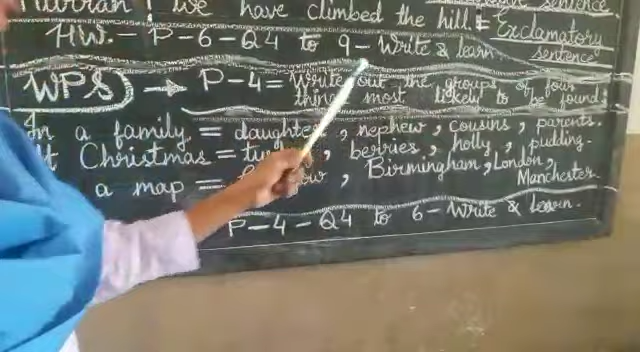 Hurrah! we have climbed the hill. = Exclamatory sentence
H.W. - P-6-Q4 to 9 - Write & learn.
WPS → P-4 = Write out the groups of four
things most likely to be found:
In a family = daughter, nephew, cousins, parents.
At Christmas = , berries, holly, pudding.
a map = , Birmingham, London,
Manchester.
P-4-Q4 to 6 - Write & learn.